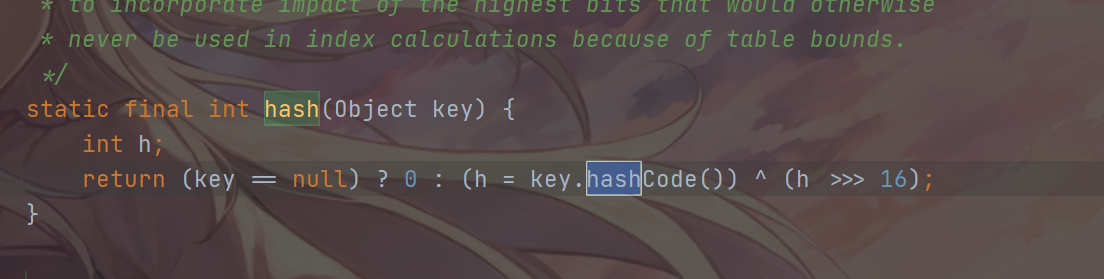 * to incorporate impact of the highest bits that would otherwise
* never be used in index calculations because of table bounds.
*/
static final int hash(Object key) {
int h;
return (key == null) ? 0 : (h = key.hashCode()) ^ (h >>> 16);
}